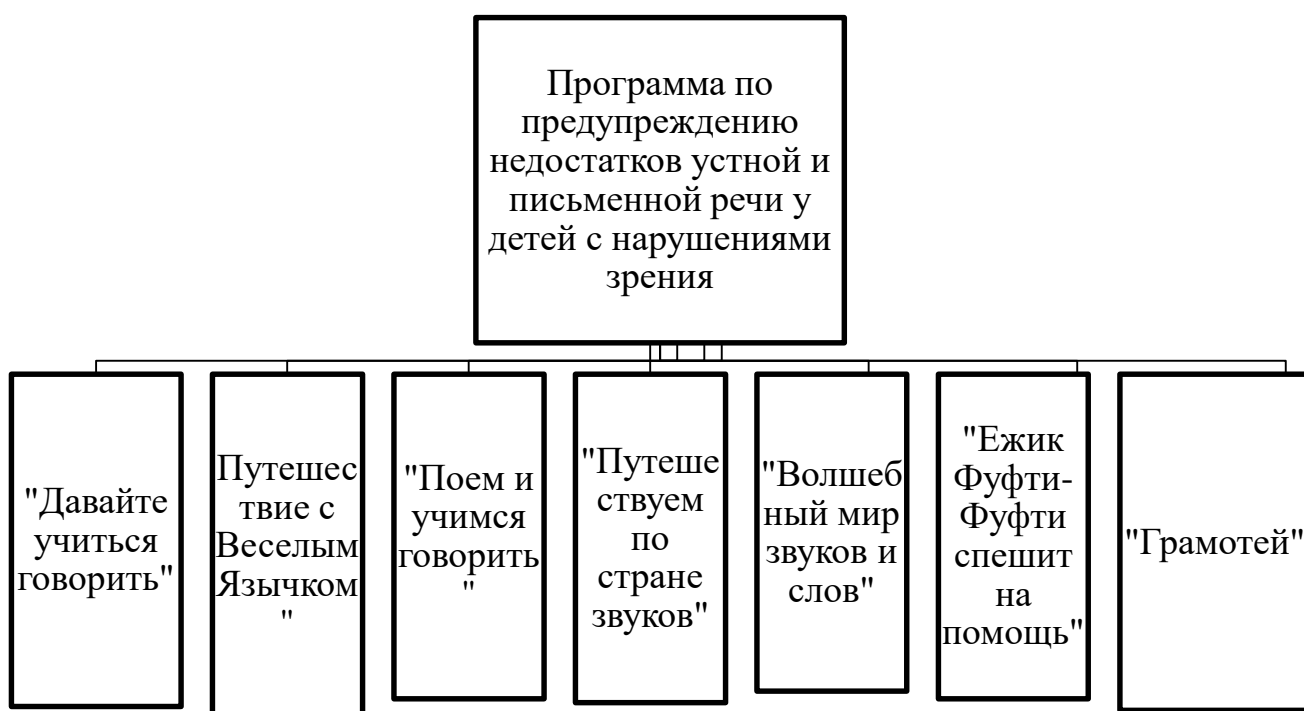 Программа по
предупреждению
недостатков устной и
письменной речи у
детей с нарушениями
зрения
"Давайте
учиться
говорить"
Путешес
твие с
Веселым
Язычком
"
"Поем и
учимся
говорить
"
"Путеше
ствуем
по
стране
звуков"
"Волшеб
ный мир
звуков и
слов"
"Ежик
Фуфти-
Фуфти
спешит
на
помощь"
"Грамотей"